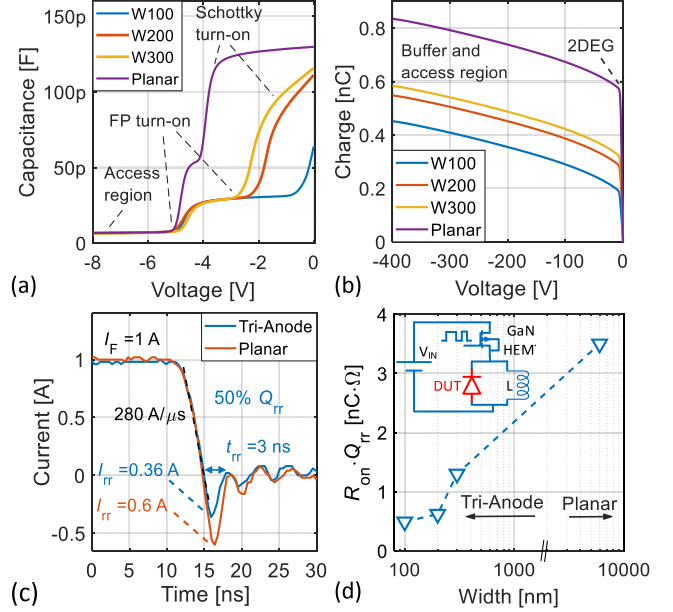 W100
W200
W300
Planar
Schottky
turn-on
FP turn-on
Access
region
Capacitance [F]
150p
100p
50p
0
-8
-6
-4
-2
0
Voltage [V]
(a)
Buffer and
access region
2DEG
W100
W200
W300
Planar
Charge [nC]
0.8
0.6
0.4
0.2
0
-400
-300
-200
-100
0
Voltage [V]
(b)
I_F =1 A
Tri-Anode
Planar
280 A/μs
50% Q_rr
t_rr =3 ns
I_rr =0.36 A
I_rr =0.6 A
Current [A]
1
0.5
0
-0.5
0
5
10
15
20
25
30
Time [ns]
(c)
V_IN
GaN
HEM
DUT
L
Tri-Anode
Planar
R_on·Q_rr [nC·Ω]
4
3
2
1
0
100
1000
10000
Width [nm]
(d)